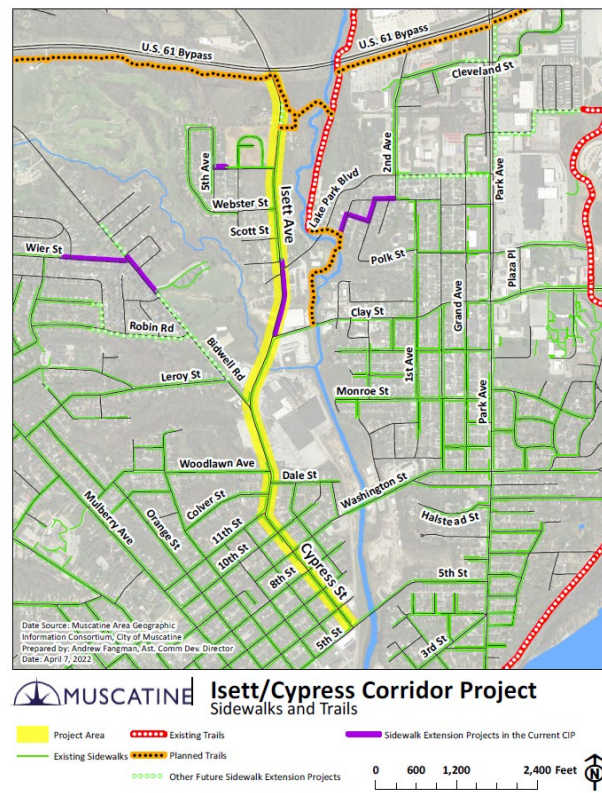 U.S. 61 Bypass
U.S. 61 Bypass
Cleveland St
5th Ave
Isett Ave
Lake Park Blvd
2nd Ave
Park Ave
Webster St
Scott St
Wier St
Polk St
Grand Ave
Plaza Pl
Robin Rd
Bidwell Rd
Clay St
1st Ave
Leroy St
Monroe St
Park Ave
Woodlawn Ave
Dale St
Washington St
Mulberry Ave
Orange St
Colver St
11th St
10th St
8th St
Cypress St
Halstead St
5th St
5th St
3rd St
Date Source: Muscatine Area Geographic
Information Consortium, City of Muscatine
Prepared by: Andrew Fangman, Ast. Comm Dev. Director
Date: April 7, 2022
MUSCATINE
Isett/Cypress Corridor Project
Sidewalks and Trails
Project Area
Existing Trails
Sidewalk Extension Projects in the Current CIP
Existing Sidewalks
Planned Trails
Other Future Sidewalk Extension Projects
0 600 1,200 2,400 Feet
N